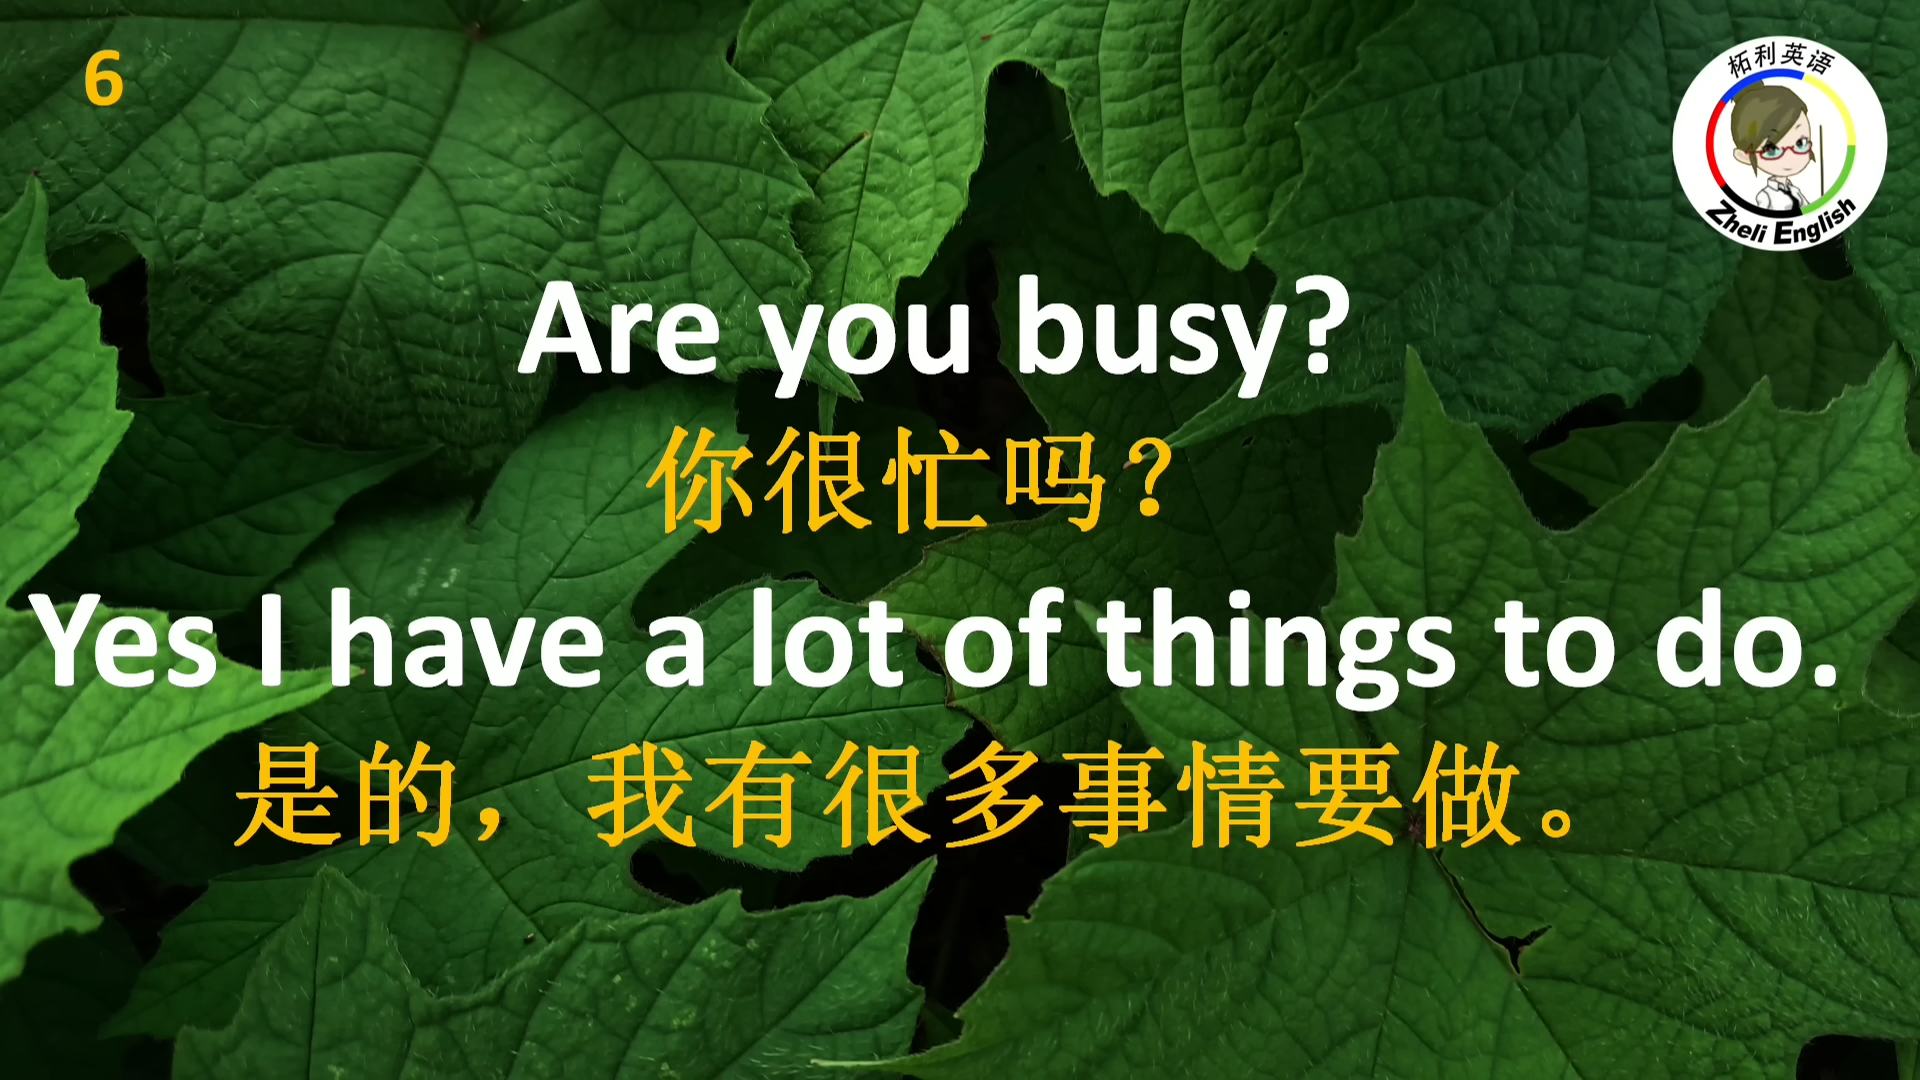 6
柘利英语
Zheli English
Are you busy?
你很忙吗？
Yes I have a lot of things to do.
是的，我有很多事情要做。